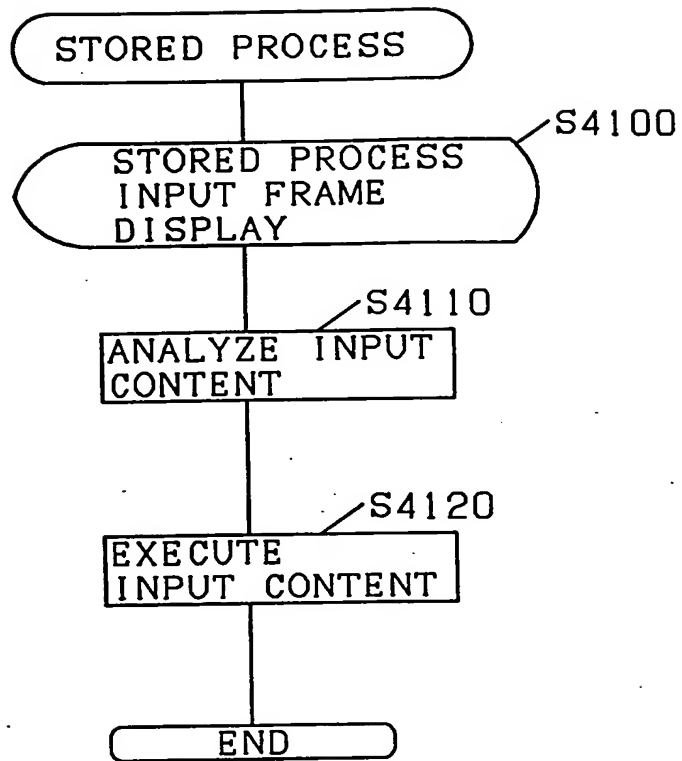 STORED PROCESS
S4100
STORED PROCESS
INPUT FRAME
DISPLAY
S4110
ANALYZE INPUT
CONTENT
S4120
EXECUTE
INPUT CONTENT
END